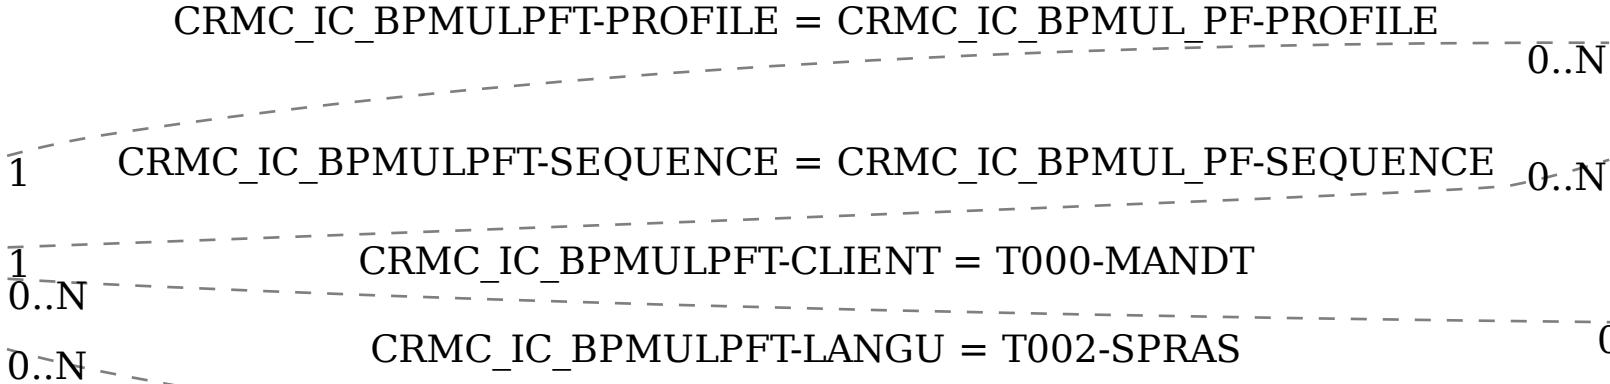 CRMC_IC_BPMULPFT-PROFILE = CRMC_IC_BPMUL_PF-PROFILE
0..N
1
CRMC_IC_BPMULPFT-SEQUENCE = CRMC_IC_BPMUL_PF-SEQUENCE
0..N
1
CRMC_IC_BPMULPFT-CLIENT = T000-MANDT
0..N
CRMC_IC_BPMULPFT-LANGU = T002-SPRAS
0..N